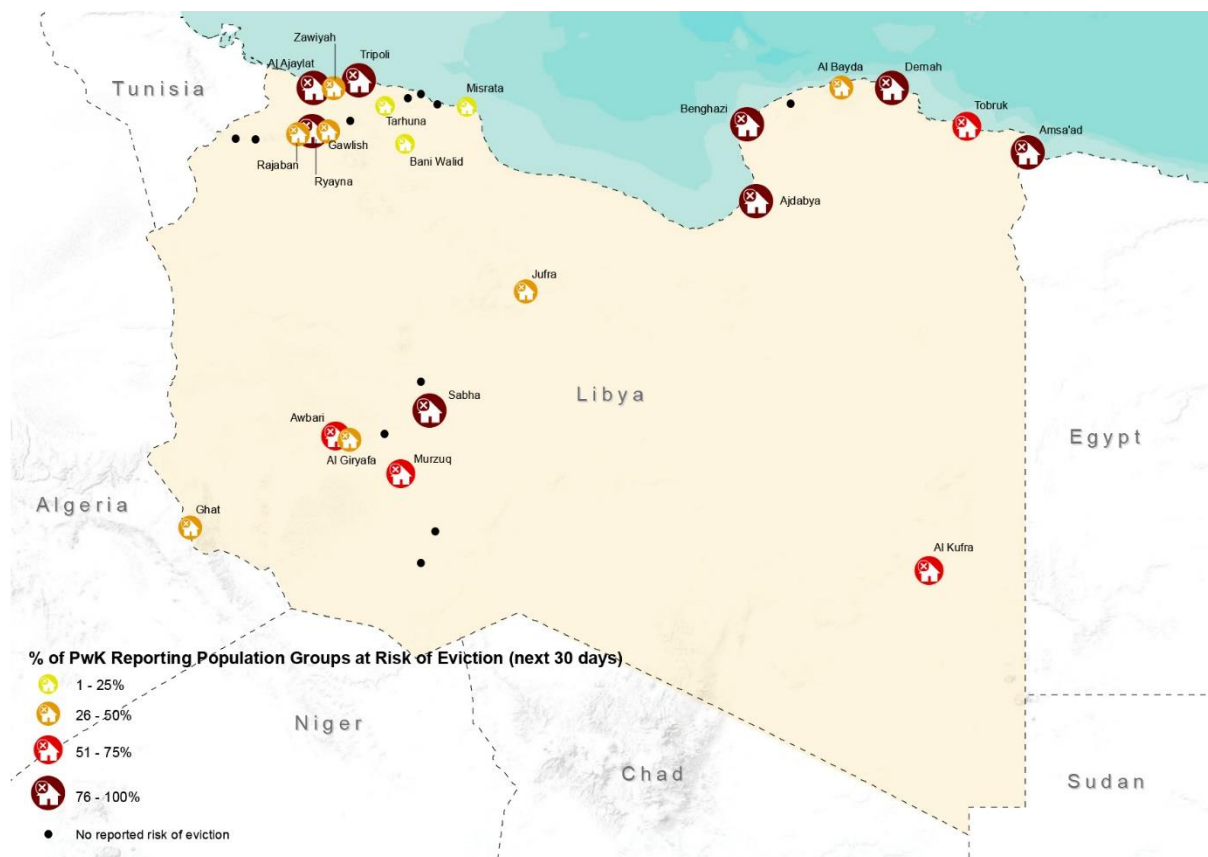 Zawiyah
Tripoli
Al Ajaylat
Tunisia
Misrata
Al Bayda
Demah
Benghazi
Tobruk
Tarhuna
Amsa'ad
Gawlish
Bani Walid
Rajaban
Ryayna
Ajdabya
Jufra
Sabha
Libya
Awbari
Al Giryafa
Murzuq
Egypt
Algeria
Ghat
Al Kufra
% of PwK Reporting Population Groups at Risk of Eviction (next 30 days)
1 - 25%
26 - 50%
51 - 75%
76 - 100%
No reported risk of eviction
Niger
Chad
Sudan